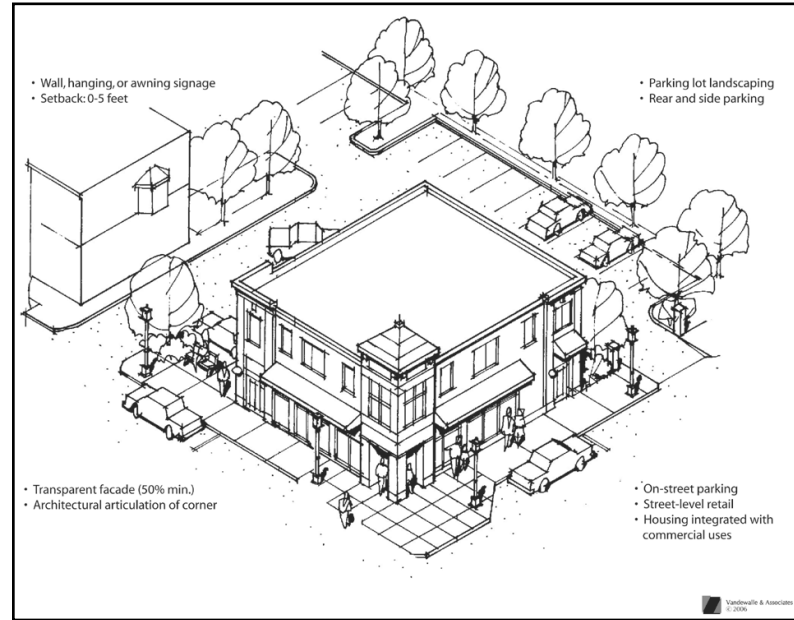 • Wall, hanging, or awning signage
• Setback: 0-5 feet
• Parking lot landscaping
• Rear and side parking
• Transparent facade (50% min.)
• Architectural articulation of corner
• On-street parking
• Street-level retail
• Housing integrated with
commercial uses
Vandewalle & Associates
© 2006